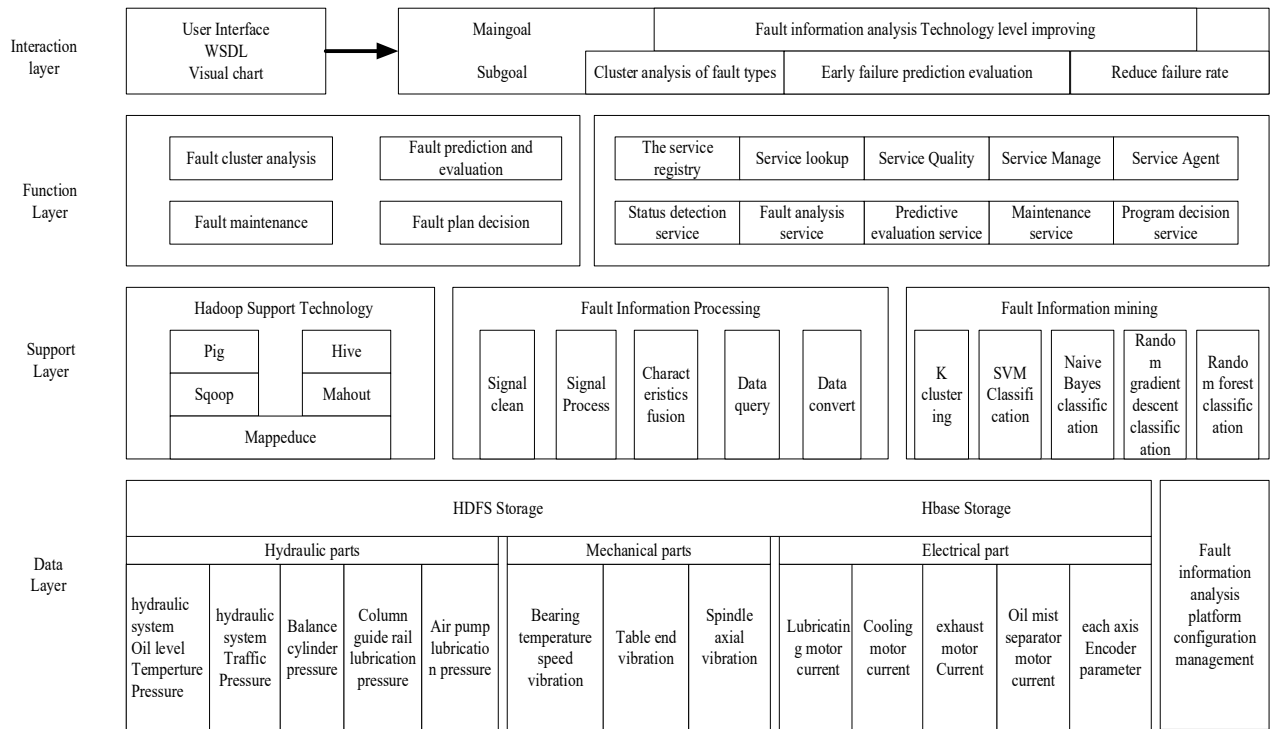 Interaction
layer
User Interface
WSDL
Visual chart
Maingoal
Fault information analysis Technology level improving
Subgoal
Cluster analysis of fault types
Early failure prediction evaluation
Reduce failure rate
Function
Layer
Fault cluster analysis
Fault prediction and
evaluation
Fault maintenance
Fault plan decision
The service
registry
Service lookup
Service Quality
Service Manage
Service Agent
Status detection
service
Fault analysis
service
Predictive
evaluation service
Maintenance
service
Program decision
service
Support
Layer
Hadoop Support Technology
Pig
Hive
Sqoop
Mahout
Mappeduce
Fault Information Processing
Signal
clean
Signal
Process
Charact
eristics
fusion
Data
query
Data
convert
Fault Information mining
K
cluster
ing
SVM
Classifi
cation
Naive
Bayes
classific
ation
Rando
m
gradient
descent
classific
ation
Rando
m forest
classific
ation
Data
Layer
HDFS Storage
Hbase Storage
Hydraulic parts
Mechanical parts
Electrical part
hydraulic
system
Oil level
Temperture
Pressure
hydraulic
system
Traffic
Pressure
Balance
cylinder
pressure
Column
guide rail
lubrication
pressure
Air pump
lubricatio
n pressure
Bearing
temperature
speed
vibration
Table end
vibration
Spindle
axial
vibration
Lubricatin
g motor
current
Cooling
motor
current
exhaust
motor
Current
Oil mist
separator
motor
current
each axis
Encoder
parameter
Fault
information
analysis
platform
configuration
management